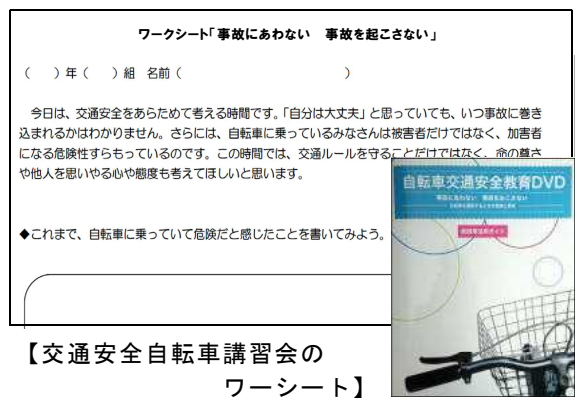 ワークシート「事故にあわない 事故を起こさない」
（ ）年（ ）組 名前（ ）
今日は、交通安全をあらためて考える時間です。「自分は大丈夫」と思っていても、いつ事故に巻き
込まれるかはわかりません。さらには、自転車に乗っているみなさんは被害者だけではなく、加害者
になる危険性すらもっているのです。この時間では、交通ルールを守ることだけではなく、命の尊さ
や他人を思いやる心や態度も考えてほしいと思います。
◆これまで、自転車に乗っていて危険だと感じたことを書いてみよう。
自転車交通安全教育DVD
事故にあわない 事故をおこさない
【交通安全自転車講習会の
ワーシート】